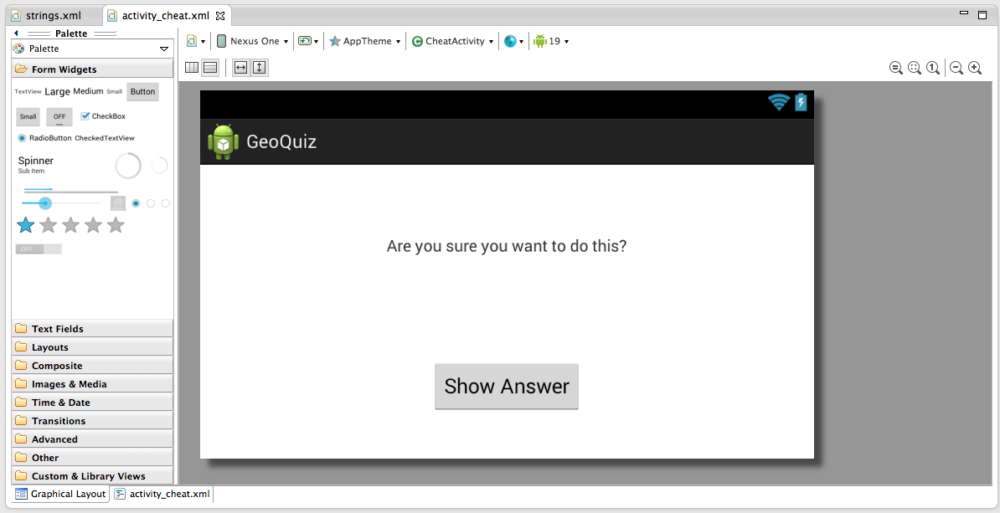 strings.xml
activity_cheat.xml
Palette
Palette
Nexus One
AppTheme
CheatActivity
19
Form Widgets
TextView Large Medium Small Button
Small OFF CheckBox
RadioButton CheckedTextView
Spinner
Sub Item
OFF
Text Fields
Layouts
Composite
Images & Media
Time & Date
Transitions
Advanced
Other
Custom & Library Views
GeoQuiz
Are you sure you want to do this?
Show Answer
Graphical Layout
activity_cheat.xml